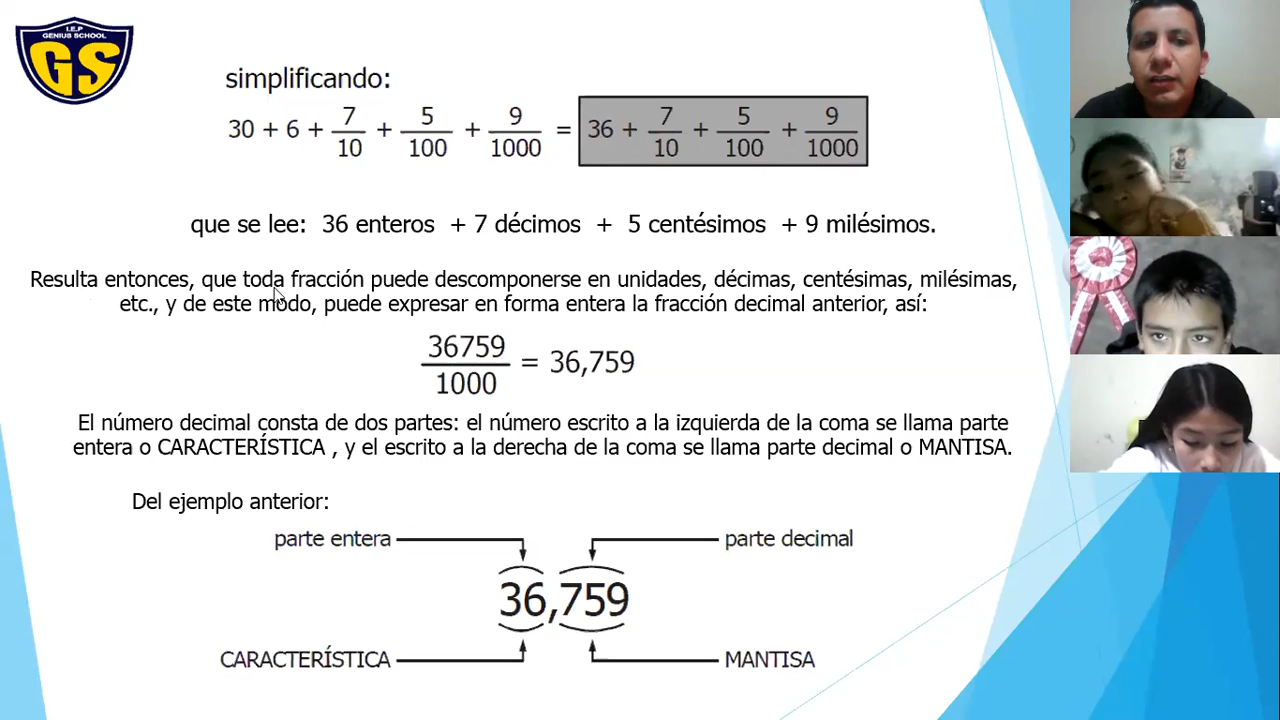 I.E.P
GENIUS SCHOOL
GS
simplificando:
30 + 6 + 7/10 + 5/100 + 9/1000 = 36 + 7/10 + 5/100 + 9/1000
que se lee: 36 enteros + 7 décimos + 5 centésimos + 9 milésimos.
Resulta entonces, que toda fracción puede descomponerse en unidades, décimas, centésimas, milésimas,
etc., y de este modo, puede expresar en forma entera la fracción decimal anterior, así:
36759/1000 = 36,759
El número decimal consta de dos partes: el número escrito a la izquierda de la coma se llama parte
entera o CARACTERÍSTICA , y el escrito a la derecha de la coma se llama parte decimal o MANTISA.
Del ejemplo anterior:
parte entera parte decimal
36,759
CARACTERÍSTICA MANTISA